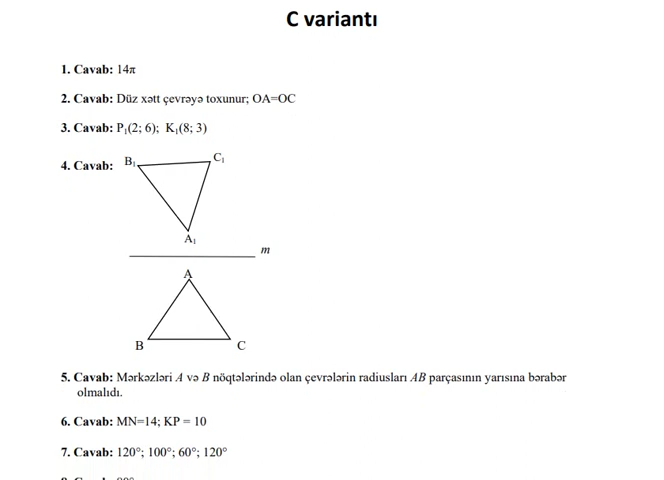 C variantı
1. Cavab: 14π
2. Cavab: Düz xətt çevrəyə toxunur; OA=OC
3. Cavab: P₁(2; 6); K₁(8; 3)
4. Cavab: B₁ C₁
A₁
m
A
B C
5. Cavab: Mərkəzləri A və B nöqtələrində olan çevrələrin radiusları AB parçasının yarısına bərabər
olmalıdı.
6. Cavab: MN=14; KP = 10
7. Cavab: 120°; 100°; 60°; 120°